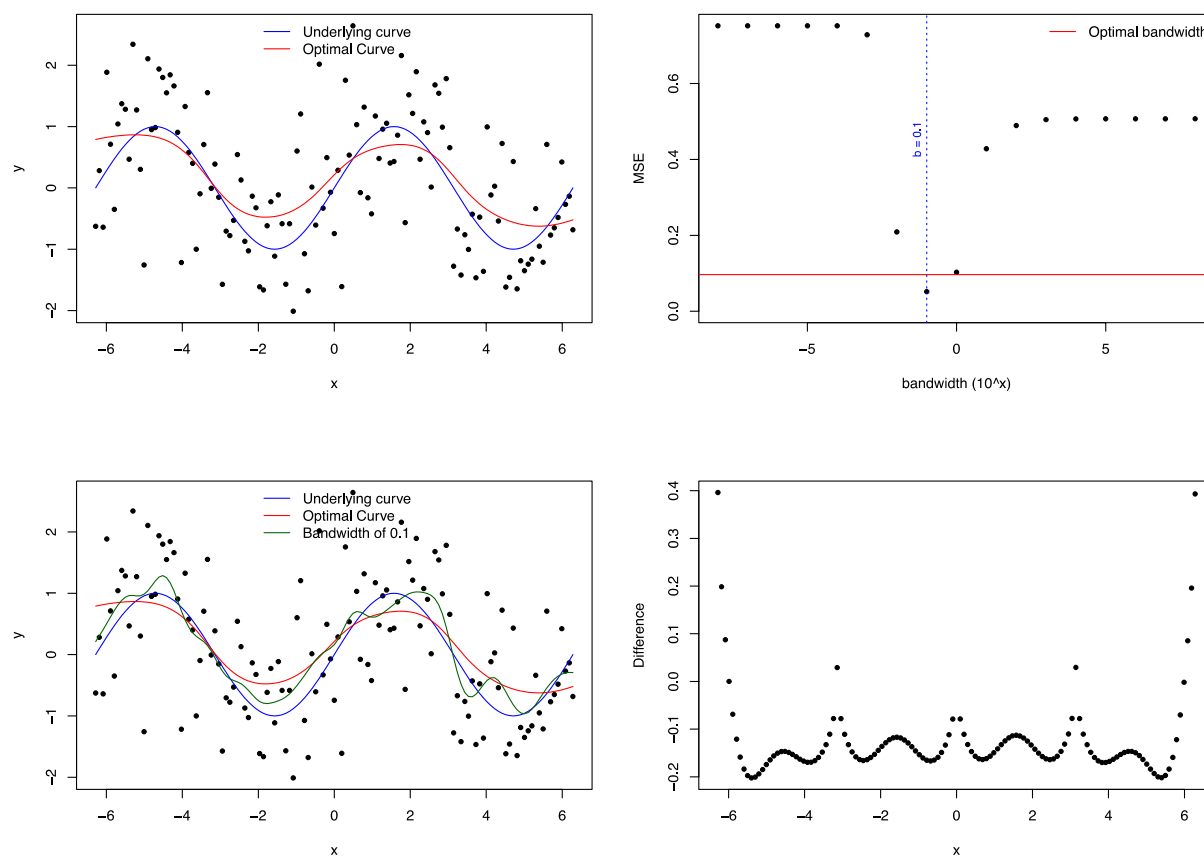 Underlying curve
Optimal Curve
y
2
1
0
−1
−2
−6
−4
−2
0
2
4
6
x
Optimal bandwidth
b = 0.1
MSE
0.6
0.4
0.2
0.0
−5
0
5
bandwidth (10^x)
Underlying curve
Optimal Curve
Bandwidth of 0.1
y
2
1
0
−1
−2
−6
−4
−2
0
2
4
6
x
Difference
0.4
0.3
0.2
0.1
−0.1
−0.2
−6
−4
−2
0
2
4
6
x